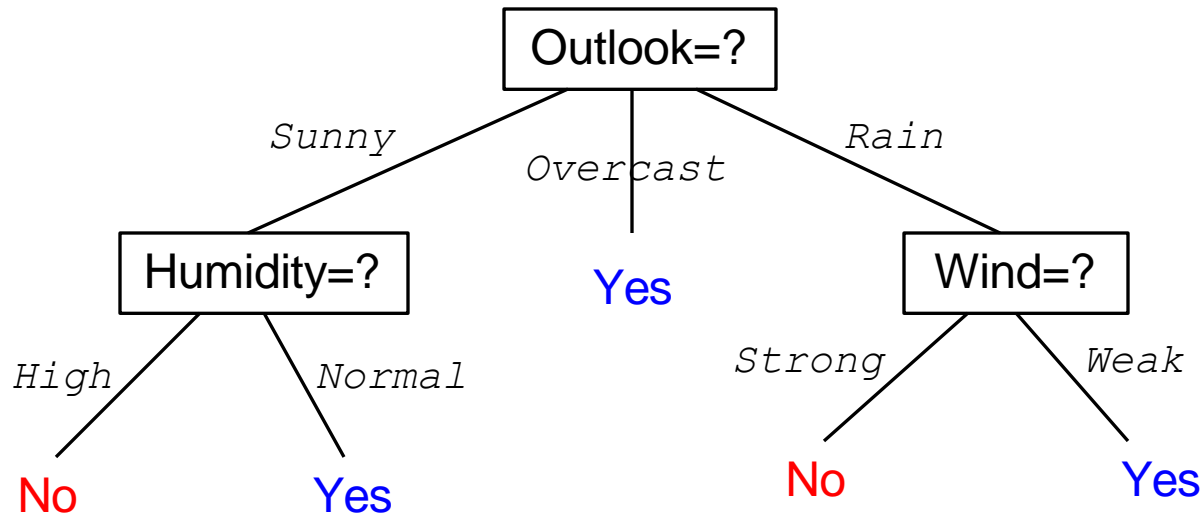 Outlook=?
Sunny
Overcast
Rain
Humidity=?
Yes
Wind=?
High
Normal
Strong
Weak
No
Yes
No
Yes